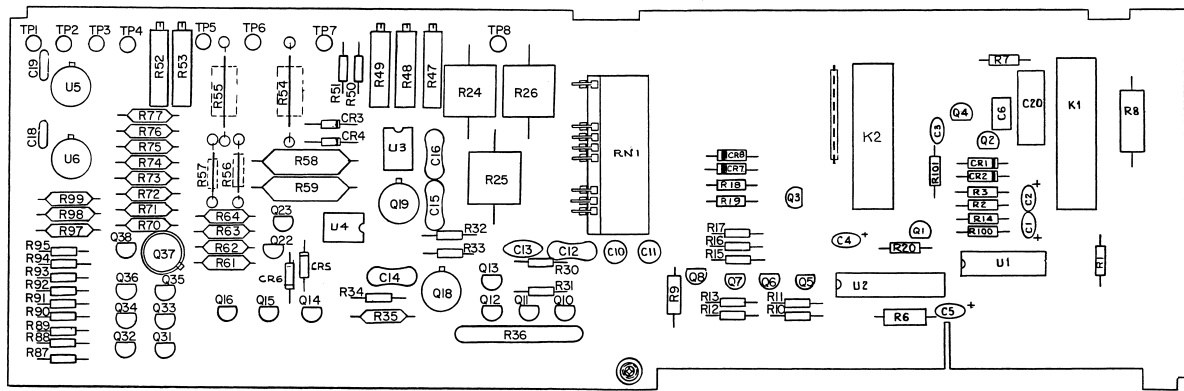 TP1 TP2 TP3 TP4 TP5 TP6 TP7 TP8
C19
U5
R52
R53
R55
R54
R51
R50
R49
R48
R47
R24
R26
R7
C20
K1
R8
K2
C6
Q4
C3
Q2
R77
R76
R75
R74
R73
R72
R71
R70
C18
U6
CR3
CR4
U3
C16
RN1
R57
R56
R58
R59
R25
Q19
C15
CR8
CR7
R18
R19
Q3
R101
CR1
CR2
R3
R2
R14
R100
C2
+
C1
+
R99
R98
R97
R64
R63
R62
R61
Q23
Q22
U4
R32
R33
C13
C12
C10
C11
R17
R16
R15
C4
+
R20
Q1
U1
R1
R95
R94
R93
R92
R91
R90
R89
R88
R87
Q38
Q37
Q36
Q35
Q34
Q33
Q32
Q31
CR6
CR5
C14
R34
R35
Q18
R30
R31
Q13
Q16
Q15
Q14
Q12
Q11
Q10
R36
R9
Q8
Q7
Q6
Q5
R13
R12
R11
R10
U2
R6
C5
+